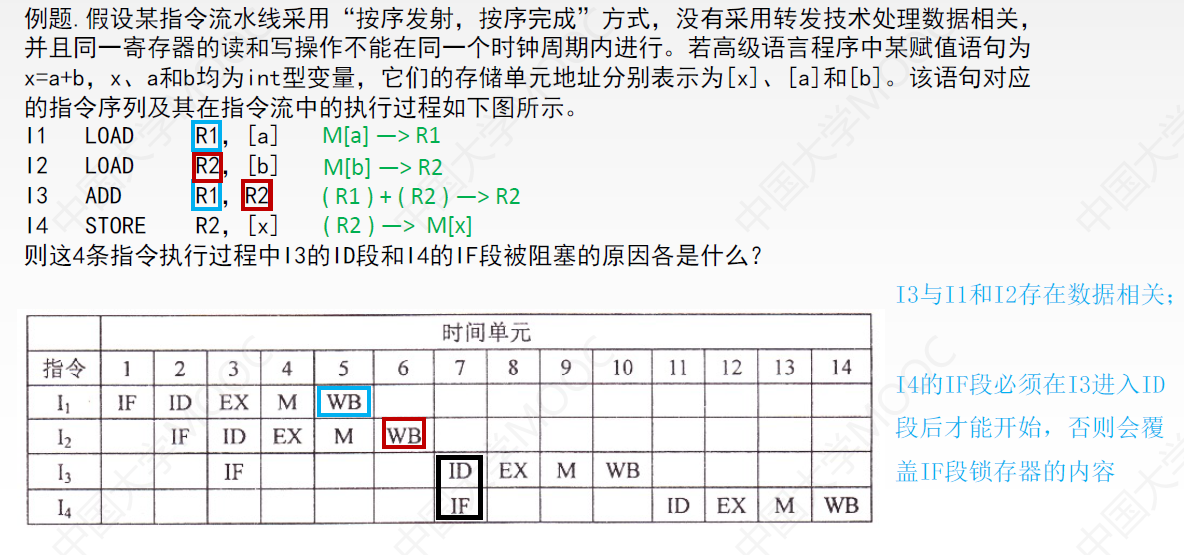 例题.假设某指令流水线采用“按序发射，按序完成”方式，没有采用转发技术处理数据相关，
并且同一寄存器的读和写操作不能在同一个时钟周期内进行。若高级语言程序中某赋值语句为
x=a+b，x、a和b均为int型变量，它们的存储单元地址分别表示为[x]、[a]和[b]。该语句对应
的指令序列及其在指令流中的执行过程如下图所示。
I1 LOAD R1，[a] M[a] —> R1
I2 LOAD R2，[b] M[b] —> R2
I3 ADD R1，R2 ( R1 ) + ( R2 ) —> R2
I4 STORE R2，[x] ( R2 ) —> M[x]
则这4条指令执行过程中I3的ID段和I4的IF段被阻塞的原因各是什么？
I3与I1和I2存在数据相关；
I4的IF段必须在I3进入ID
段后才能开始，否则会覆
盖IF段锁存器的内容
时间单元
指令 1 2 3 4 5 6 7 8 9 10 11 12 13 14
I₁ IF ID EX M WB
I₂ IF ID EX M WB
I₃ IF ID EX M WB
I₄ IF ID EX M WB
中国大学MOOC